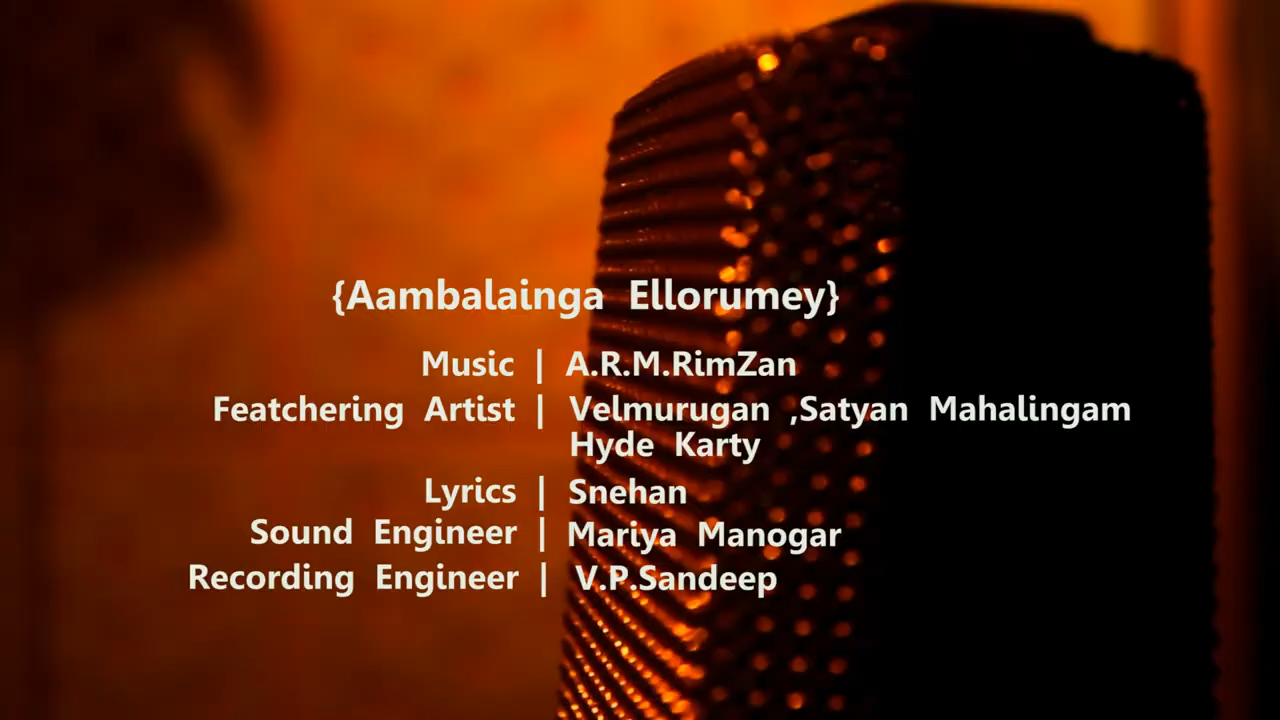 {Aambalainga Ellorumey}
Music | A.R.M.RimZan
Featchering Artist | Velmurugan ,Satyan Mahalingam
Hyde Karty
Lyrics | Snehan
Sound Engineer | Mariya Manogar
Recording Engineer | V.P.Sandeep